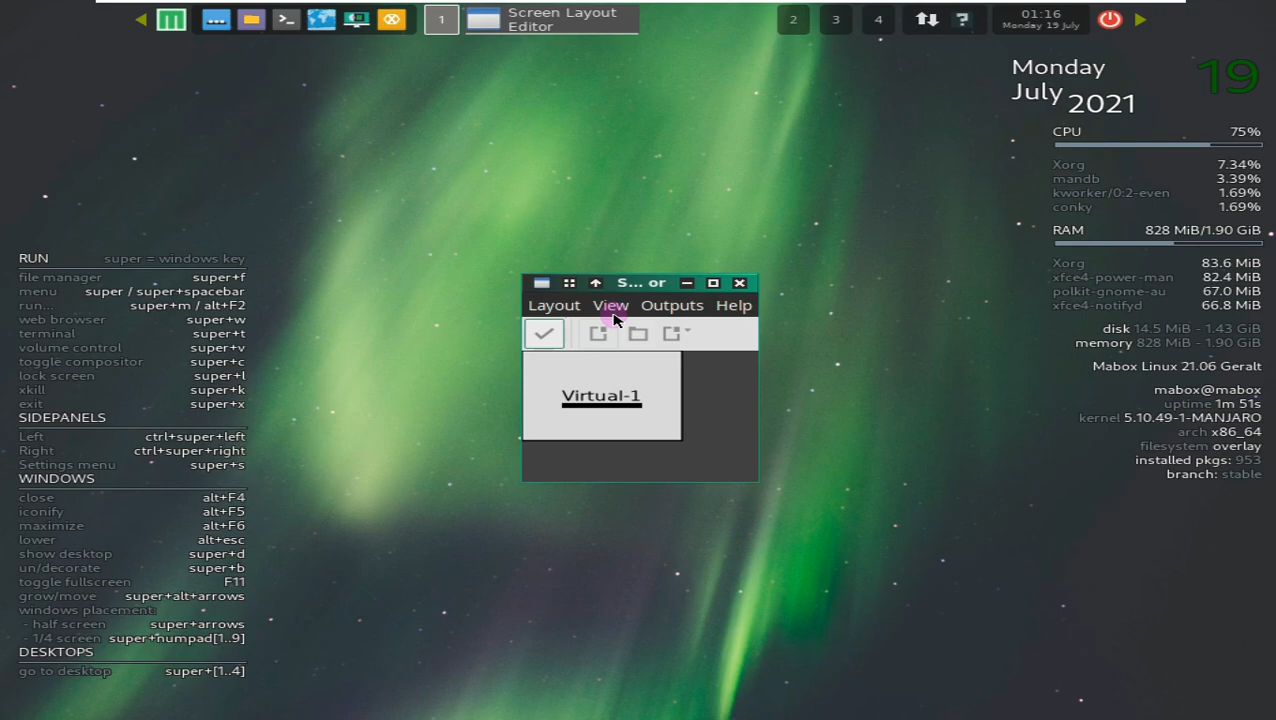 1
Screen Layout
Editor
2
3
4
?
01:16
Monday 19 July
Monday
19
July 2021
CPU 75%
Xorg 7.34%
mandb 3.39%
kworker/0:2-even 1.69%
conky 1.69%
RAM 828 MiB/1.90 GiB
Xorg 83.6 MiB
xfce4-power-man 82.4 MiB
polkit-gnome-au 67.0 MiB
xfce4-notifyd 66.8 MiB
disk 14.5 MiB - 1.43 GiB
memory 828 MiB - 1.90 GiB
Mabox Linux 21.06 Geralt
mabox@mabox
uptime 1m 51s
kernel 5.10.49-1-MANJARO
arch x86_64
filesystem overlay
installed pkgs: 953
branch: stable
RUN super = windows key
file manager super+f
menu super / super+spacebar
run... super+m / alt+F2
web browser super+w
terminal super+t
volume control super+v
toggle compositor super+c
lock screen super+l
xkill super+k
exit super+x
SIDEPANELS
Left ctrl+super+left
Right ctrl+super+right
Settings menu super+s
WINDOWS
close alt+F4
iconify alt+F5
maximize alt+F6
lower alt+esc
show desktop super+d
un/decorate super+b
toggle fullscreen F11
grow/move super+alt+arrows
windows placement:
- half screen super+arrows
- 1/4 screen super+numpad[1..9]
DESKTOPS
go to desktop super+[1..4]
S... or
Layout View Outputs Help
Virtual-1